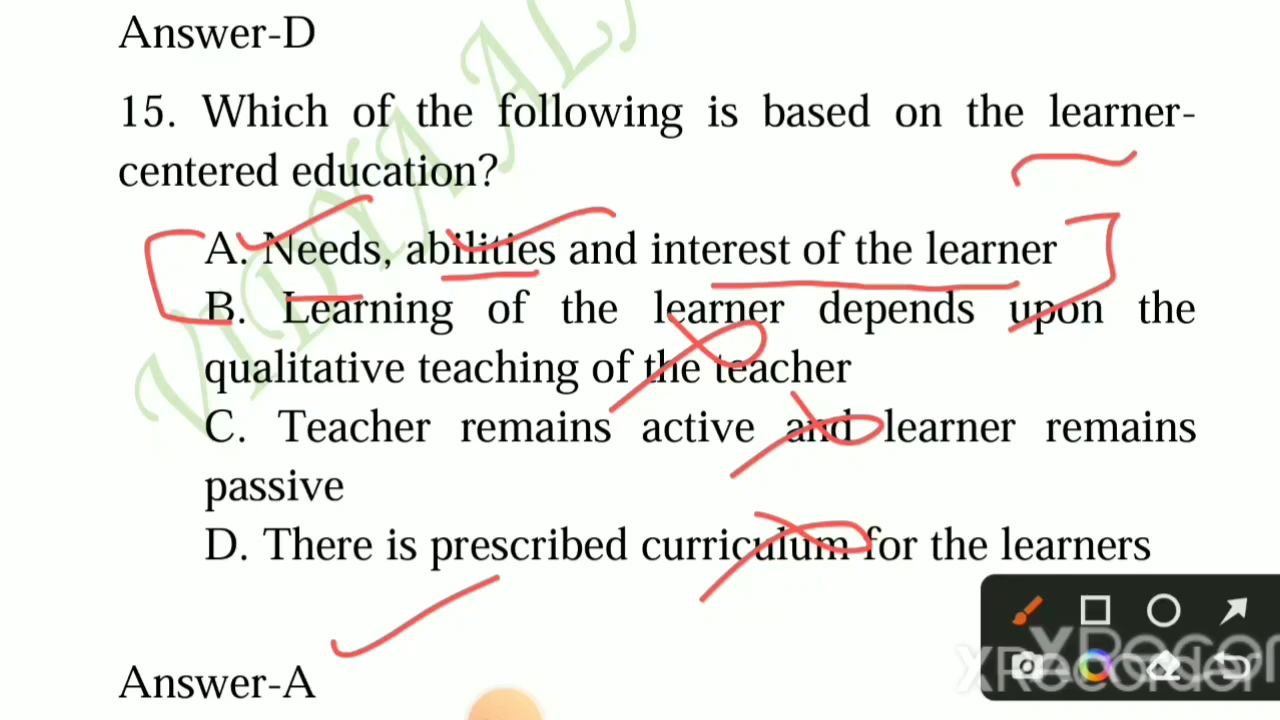 Answer-D
15. Which of the following is based on the learner-
centered education?
A. Needs, abilities and interest of the learner
B. Learning of the learner depends upon the
qualitative teaching of the teacher
C. Teacher remains active and learner remains
passive
D. There is prescribed curriculum for the learners
Answer-A
XRecorder